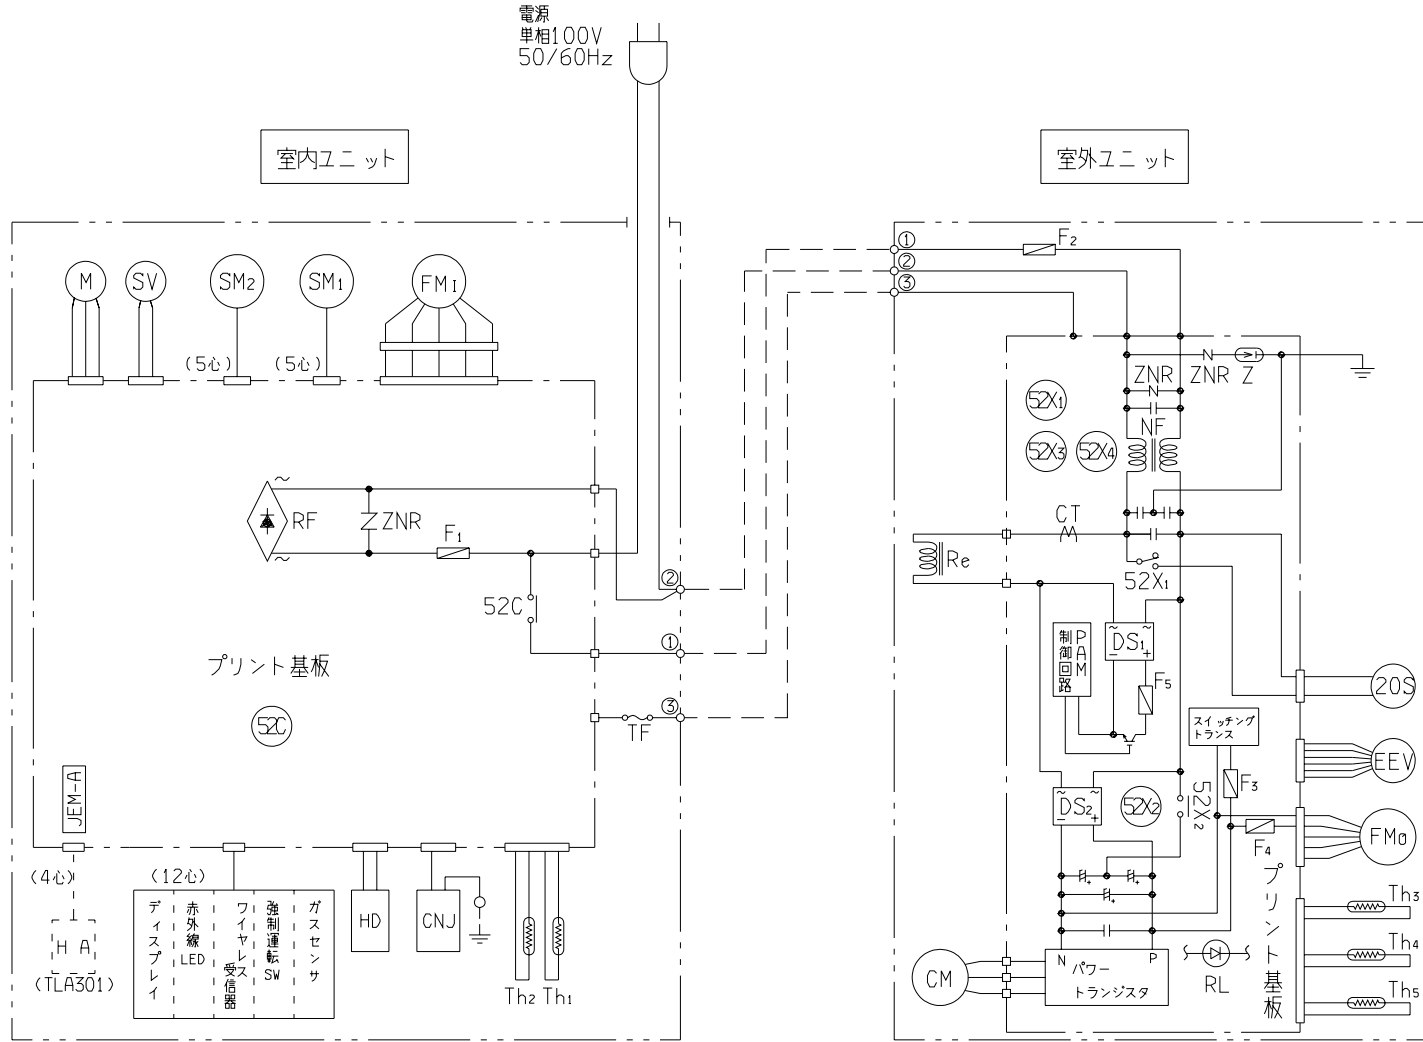 電源
単相100V
50/60Hz
室内ユニット
室外ユニット
M
SV
SM2
SM1
FMI
(5心)
(5心)
RF
ZNR
F1
52C
②
①
③
TF
プリント基板
52C
JEM-A
(4心)
H A
(TLA301)
(12心)
ディスプレイ
赤外線LED
ワイヤレス受信器
強制運転SW
ガスセンサ
HD
CNJ
Th2
Th1
①
②
③
F2
ZNR
ZNR
Z
52X1
52X3
52X4
NF
CT
Re
52X1
PAM
制御回路
DS1
F5
20S
スイッチング
トランス
F3
EEV
DS2
52X2
52X2
F4
FMo
プリント基板
Th3
Th4
Th5
CM
N
P
パワー
トランジスタ
RL